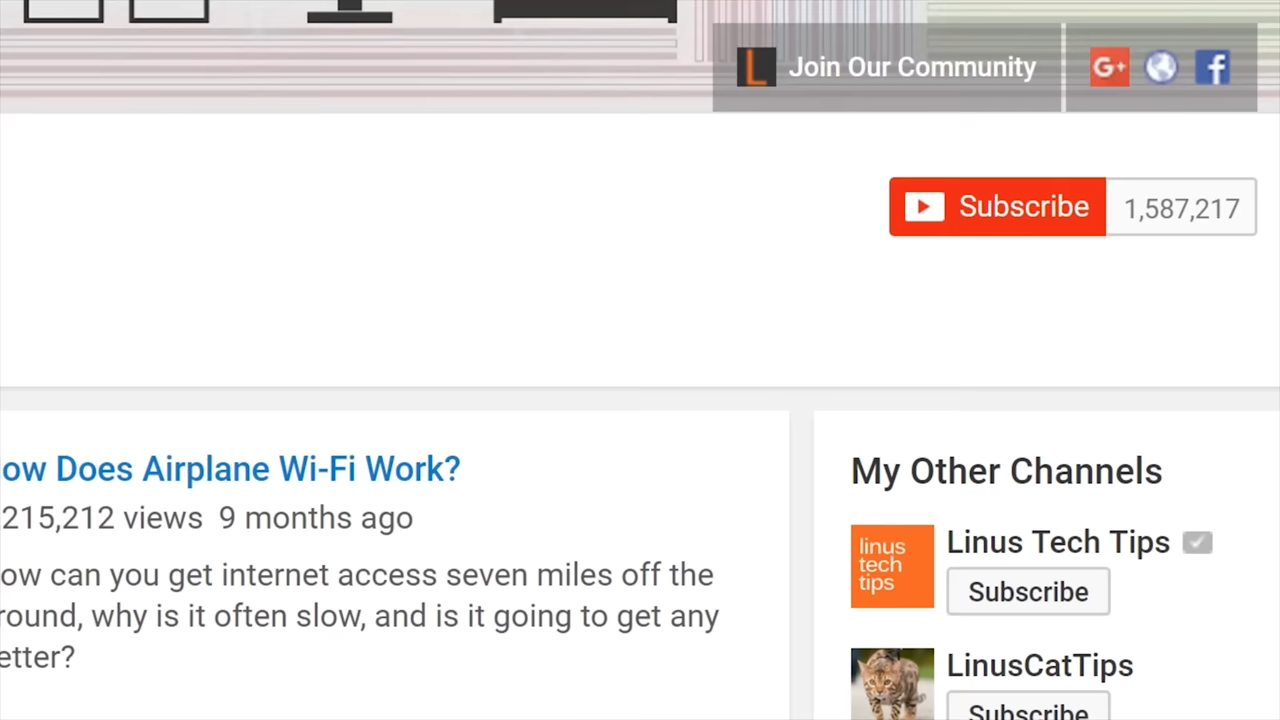 Join Our Community
G+
f
Subscribe 1,587,217
ow Does Airplane Wi-Fi Work?
215,212 views 9 months ago
ow can you get internet access seven miles off the
round, why is it often slow, and is it going to get any
etter?
My Other Channels
linus
tech
tips
Linus Tech Tips
Subscribe
LinusCatTips
Subscribe